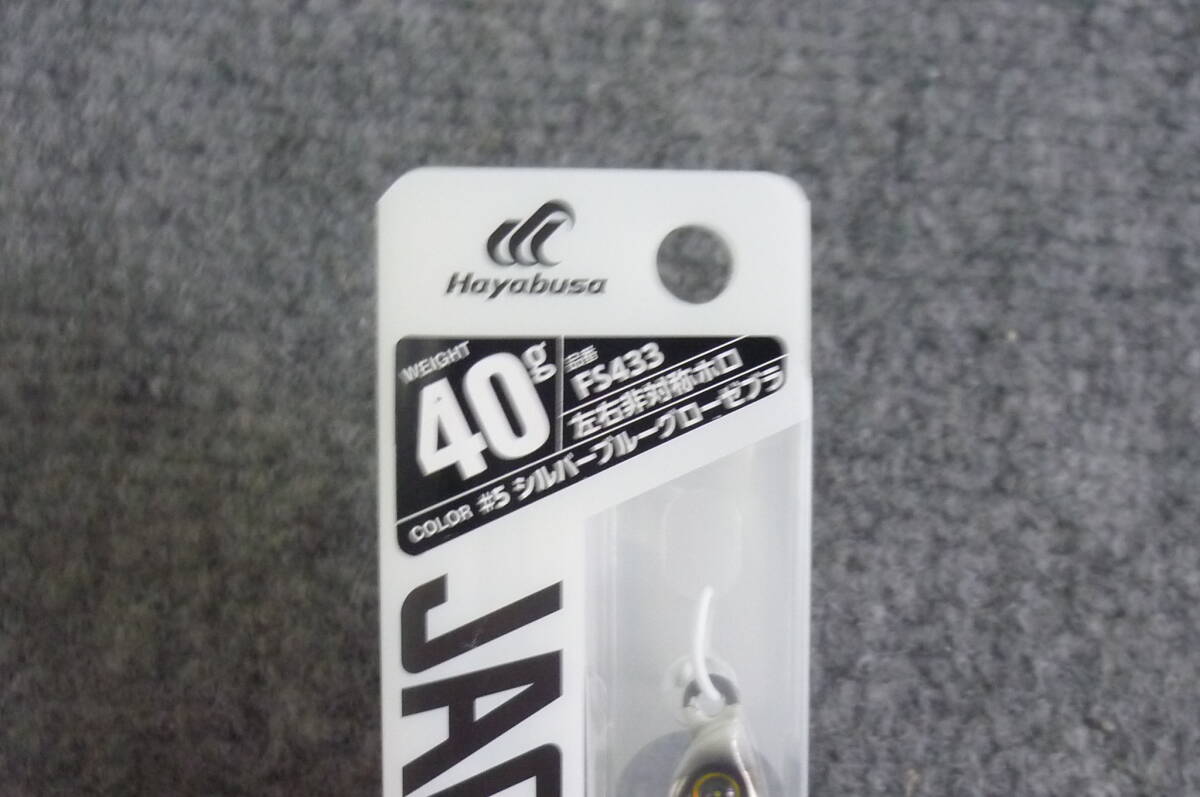 Hayabusa
WEIGHT
40g
品番
FS433
左右非対称ホロ
COLOR #5 シルバーブルーグローゼブラ
JA